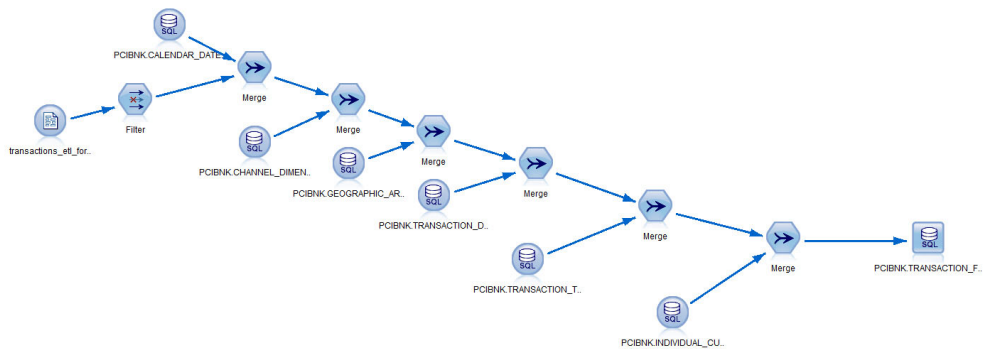 SQL
PCIBNK.CALENDAR_DATE..
Merge
Filter
transactions_etl_for..
Merge
SQL
PCIBNK.CHANNEL_DIMEN..
Merge
SQL
PCIBNK.GEOGRAPHIC_AR..
Merge
SQL
PCIBNK.TRANSACTION_D..
Merge
SQL
PCIBNK.TRANSACTION_T..
Merge
SQL
PCIBNK.TRANSACTION_F..
SQL
PCIBNK.INDIVIDUAL_CU..